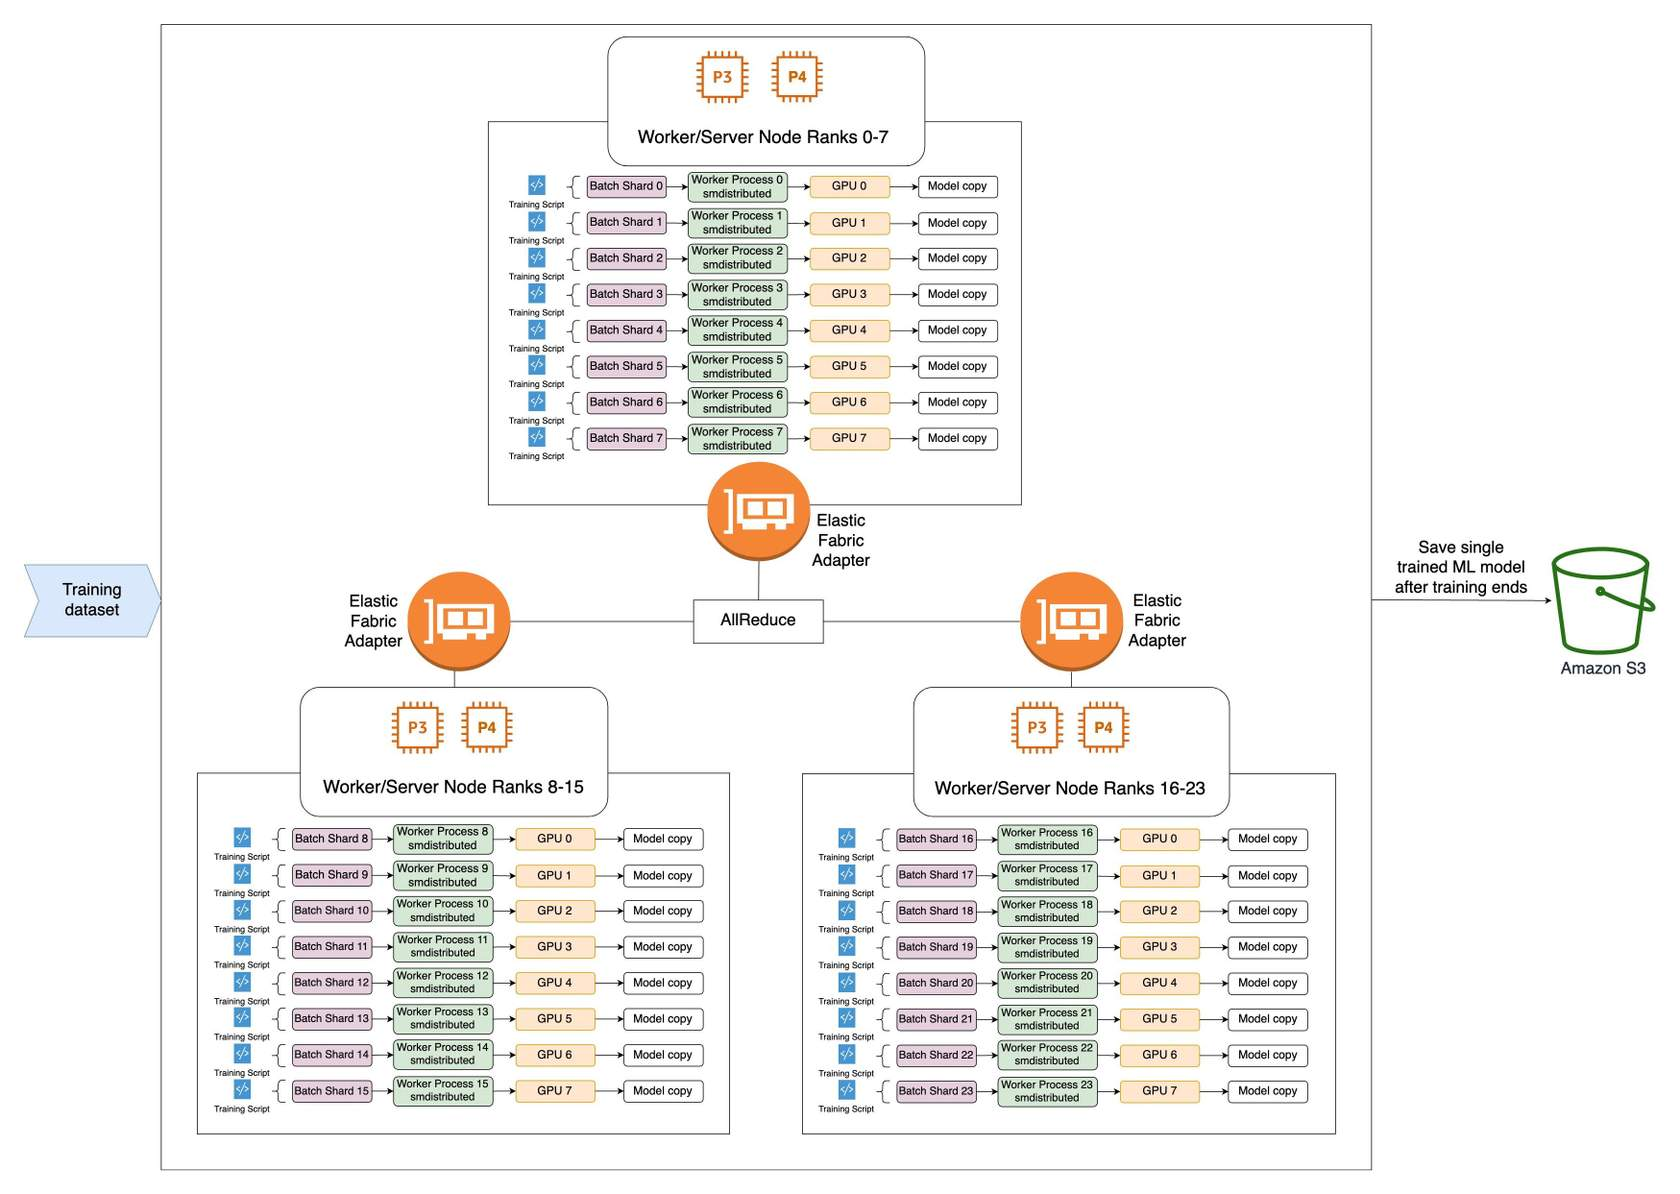 P3
P4
Worker/Server Node Ranks 0-7
Training Script
Batch Shard 0
Worker Process 0
smdistributed
GPU 0
Model copy
Training Script
Batch Shard 1
Worker Process 1
smdistributed
GPU 1
Model copy
Training Script
Batch Shard 2
Worker Process 2
smdistributed
GPU 2
Model copy
Training Script
Batch Shard 3
Worker Process 3
smdistributed
GPU 3
Model copy
Training Script
Batch Shard 4
Worker Process 4
smdistributed
GPU 4
Model copy
Training Script
Batch Shard 5
Worker Process 5
smdistributed
GPU 5
Model copy
Training Script
Batch Shard 6
Worker Process 6
smdistributed
GPU 6
Model copy
Training Script
Batch Shard 7
Worker Process 7
smdistributed
GPU 7
Model copy
Elastic
Fabric
Adapter
Training
dataset
Elastic
Fabric
Adapter
AllReduce
Elastic
Fabric
Adapter
Save single
trained ML model
after training ends
Amazon S3
P3
P4
Worker/Server Node Ranks 8-15
Training Script
Batch Shard 8
Worker Process 8
smdistributed
GPU 0
Model copy
Training Script
Batch Shard 9
Worker Process 9
smdistributed
GPU 1
Model copy
Training Script
Batch Shard 10
Worker Process 10
smdistributed
GPU 2
Model copy
Training Script
Batch Shard 11
Worker Process 11
smdistributed
GPU 3
Model copy
Training Script
Batch Shard 12
Worker Process 12
smdistributed
GPU 4
Model copy
Training Script
Batch Shard 13
Worker Process 13
smdistributed
GPU 5
Model copy
Training Script
Batch Shard 14
Worker Process 14
smdistributed
GPU 6
Model copy
Training Script
Batch Shard 15
Worker Process 15
smdistributed
GPU 7
Model copy
P3
P4
Worker/Server Node Ranks 16-23
Training Script
Batch Shard 16
Worker Process 16
smdistributed
GPU 0
Model copy
Training Script
Batch Shard 17
Worker Process 17
smdistributed
GPU 1
Model copy
Training Script
Batch Shard 18
Worker Process 18
smdistributed
GPU 2
Model copy
Training Script
Batch Shard 19
Worker Process 19
smdistributed
GPU 3
Model copy
Training Script
Batch Shard 20
Worker Process 20
smdistributed
GPU 4
Model copy
Training Script
Batch Shard 21
Worker Process 21
smdistributed
GPU 5
Model copy
Training Script
Batch Shard 22
Worker Process 22
smdistributed
GPU 6
Model copy
Training Script
Batch Shard 23
Worker Process 23
smdistributed
GPU 7
Model copy